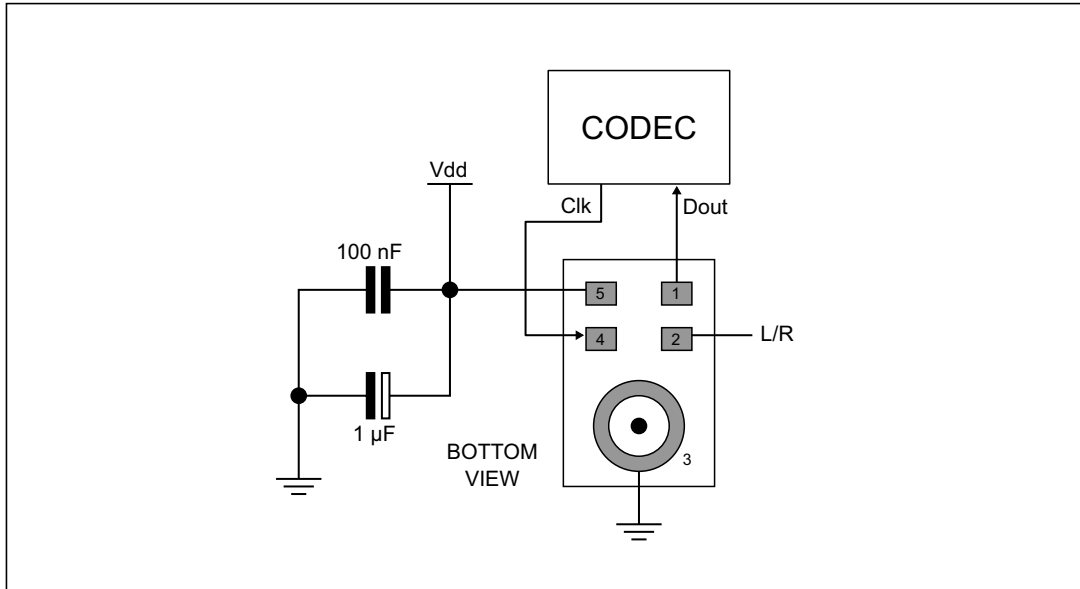 CODEC
Vdd
Clk
Dout
100 nF
5
1
4
2
L/R
1 µF
BOTTOM
VIEW
3